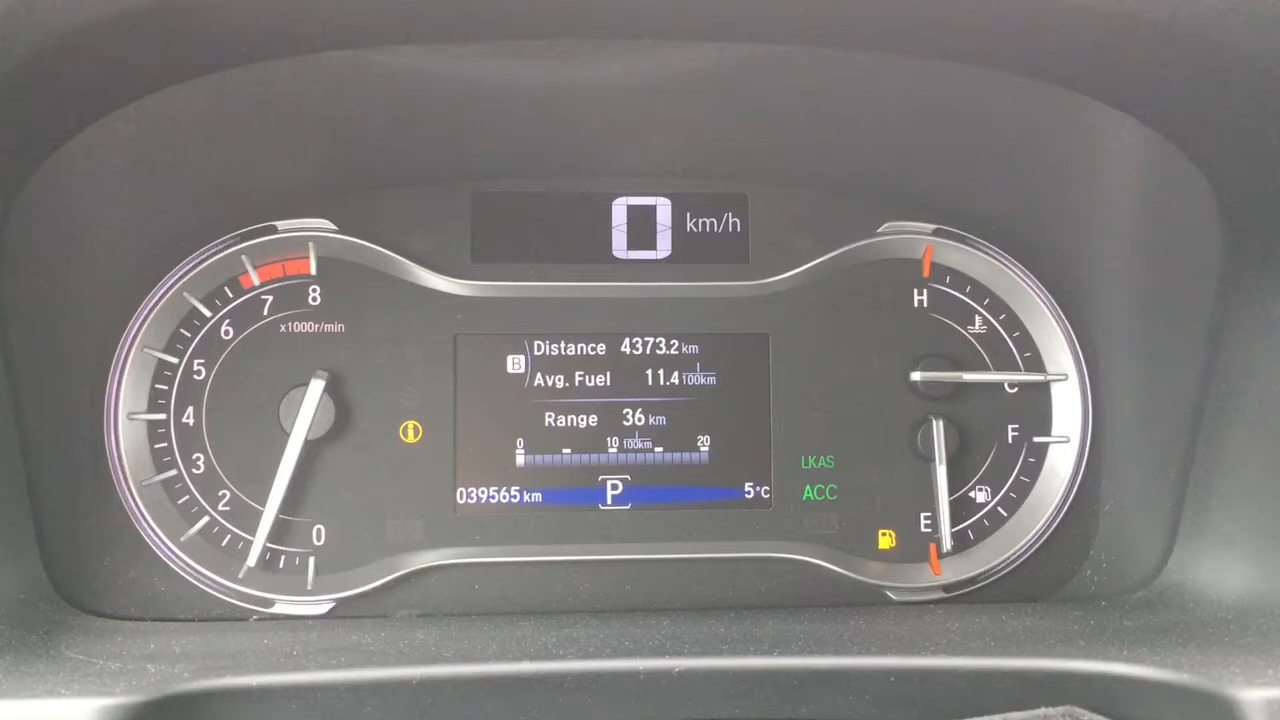 0 km/h
8
7
6
5
4
3
2
0
x1000r/min
B
Distance 4373.2 km
Avg. Fuel 11.4 l/100km
Range 36 km
0 10 l/100km 20
039565 km P 5°C
LKAS
ACC
H
C
F
E